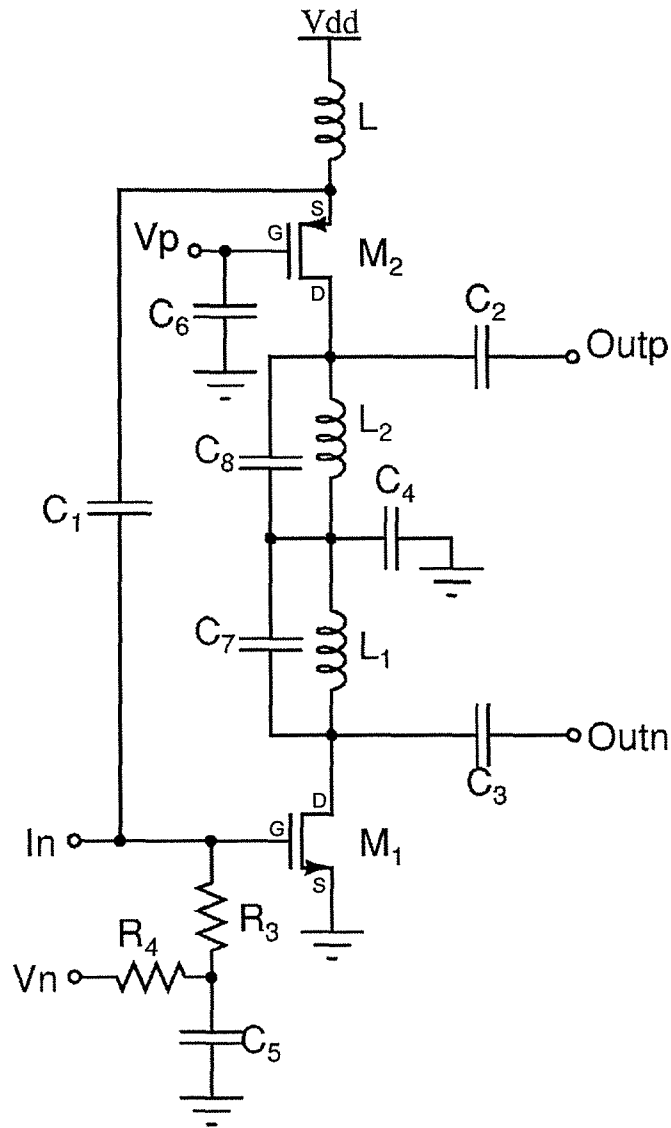 Vdd
L
S
G
Vp
M₂
D
C₆
C₂
Outp
L₂
C₈
C₄
C₁
C₇
L₁
Outn
C₃
D
G
In
M₁
S
R₃
R₄
Vn
C₅